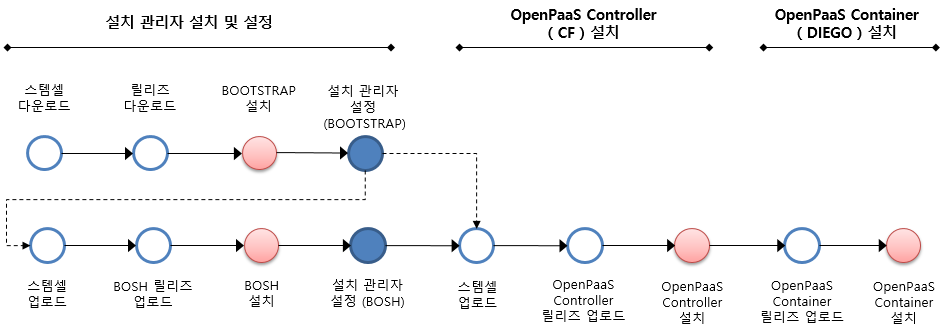 설치 관리자 설치 및 설정
OpenPaaS Controller
( CF ) 설치
OpenPaaS Container
( DIEGO ) 설치
스템셀
다운로드
릴리즈
다운로드
BOOTSTRAP
설치
설치 관리자
설정
(BOOTSTRAP)
스템셀
업로드
BOSH 릴리즈
업로드
BOSH
설치
설치 관리자
설정 (BOSH)
스템셀
업로드
OpenPaaS
Controller
릴리즈 업로드
OpenPaaS
Controller
설치
OpenPaaS
Container
릴리즈 업로드
OpenPaaS
Container
설치